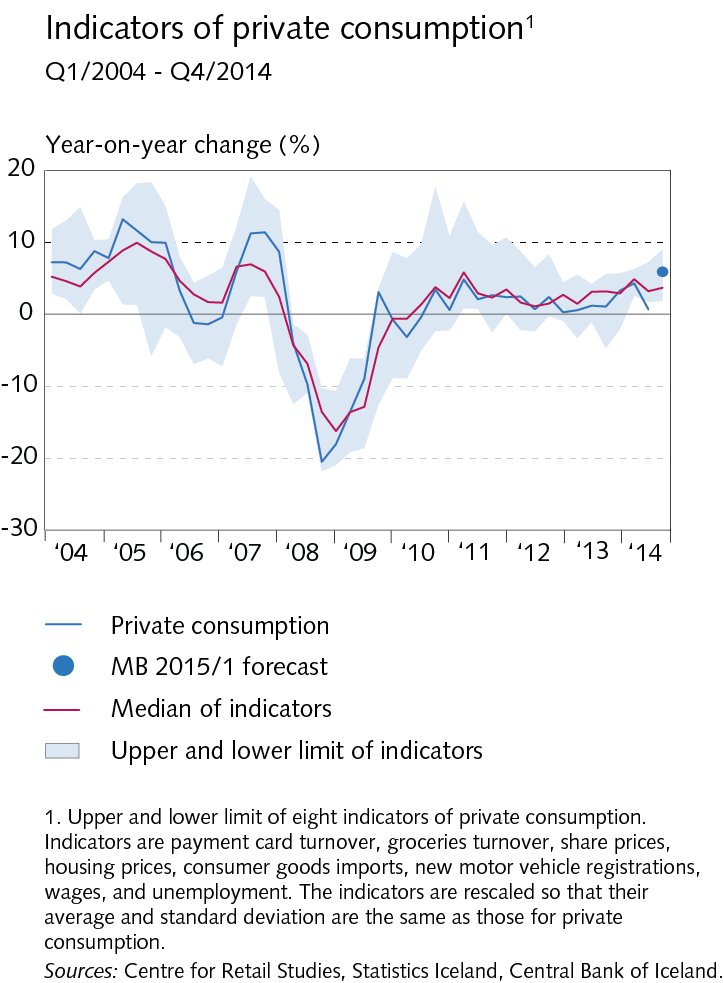 Indicators of private consumption¹
Q1/2004 - Q4/2014
Year-on-year change (%)
20
10
0
-10
-20
-30
‘04 ‘05 ‘06 ‘07 ‘08 ‘09 ‘10 ‘11 ‘12 ‘13 ‘14
Private consumption
MB 2015/1 forecast
Median of indicators
Upper and lower limit of indicators
1. Upper and lower limit of eight indicators of private consumption.
Indicators are payment card turnover, groceries turnover, share prices,
housing prices, consumer goods imports, new motor vehicle registrations,
wages, and unemployment. The indicators are rescaled so that their
average and standard deviation are the same as those for private
consumption.
Sources: Centre for Retail Studies, Statistics Iceland, Central Bank of Iceland.